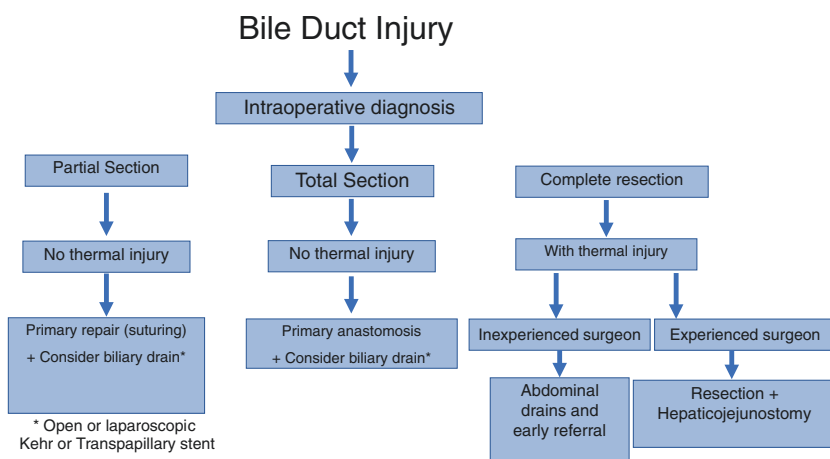 Bile Duct Injury
Intraoperative diagnosis
Partial Section
Total Section
Complete resection
No thermal injury
No thermal injury
With thermal injury
Primary repair (suturing)
+ Consider biliary drain*
Primary anastomosis
+ Consider biliary drain*
Inexperienced surgeon
Experienced surgeon
Abdominal
drains and
early referral
Resection +
Hepaticojejunostomy
* Open or laparoscopic
Kehr or Transpapillary stent